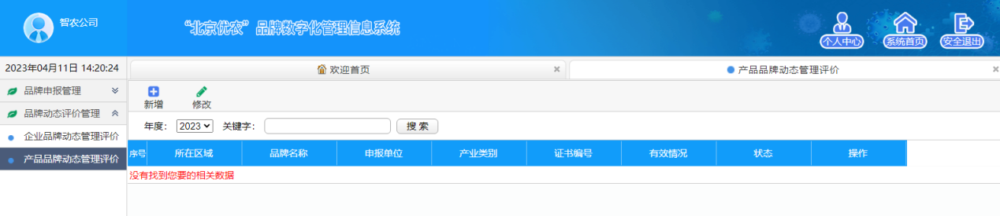 智农公司
“北京优农”品牌数字化管理信息系统
个人中心 系统首页 安全退出
2023年04月11日 14:20:24
欢迎首页
产品品牌动态管理评价
品牌申报管理
品牌动态评价管理
企业品牌动态管理评价
产品品牌动态管理评价
新增 修改
年度： 2023 关键字： 搜 索
序号 所在区域 品牌名称 申报单位 产业类别 证书编号 有效情况 状态 操作
没有找到您要的相关数据